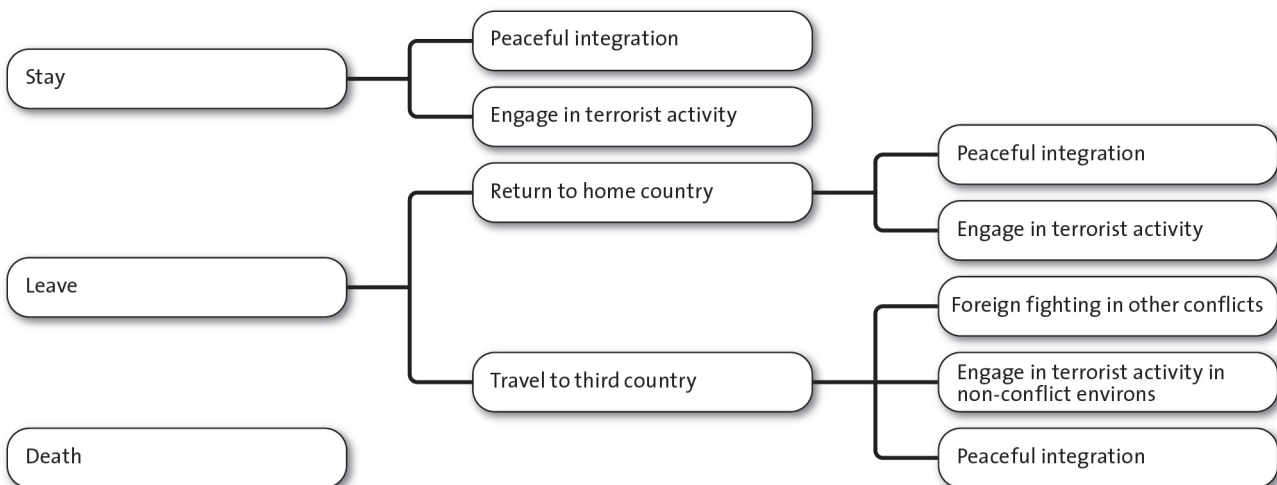 Stay
Peaceful integration
Engage in terrorist activity
Leave
Return to home country
Peaceful integration
Engage in terrorist activity
Travel to third country
Foreign fighting in other conflicts
Engage in terrorist activity in
non-conflict environs
Peaceful integration
Death